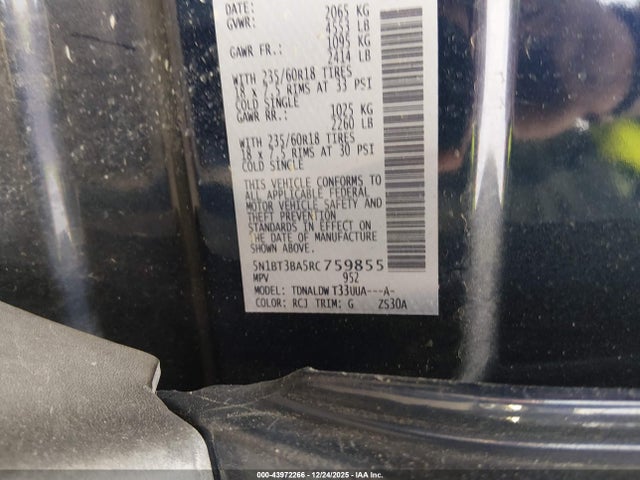 DATE: 2065 KG
GVWR: 4553 LB
GAWR FR.: 1095 KG
2414 LB
WITH 235/60R18 TIRES
18 x 7.5 RIMS AT 33 PSI
COLD SINGLE
GAWR RR.: 1025 KG
2260 LB
WITH 235/60R18 TIRES
18 x 7.5 RIMS AT 30 PSI
COLD SINGLE
THIS VEHICLE CONFORMS TO
ALL APPLICABLE FEDERAL
MOTOR VEHICLE SAFETY AND
THEFT PREVENTION
STANDARDS IN EFFECT ON
THE DATE OF MANUFACTURE
SHOWN ABOVE.
5N1BT3BA5RC759855
MPV 952
MODEL: TDNALDW T33UUA---A-
COLOR: RCJ TRIM: G ZS30A
000-43972266 - 12/24/2025 - IAA Inc.